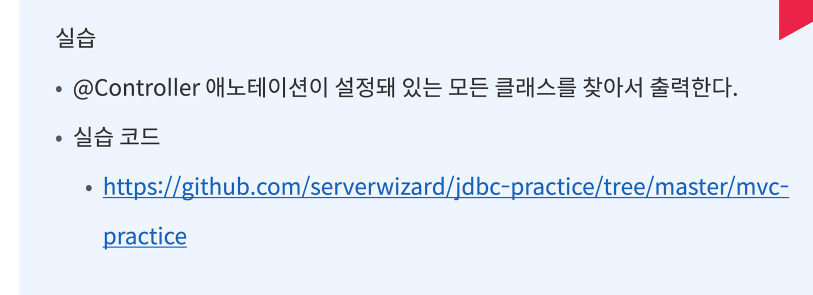 실습
• @Controller 애노테이션이 설정돼 있는 모든 클래스를 찾아서 출력한다.
• 실습 코드
• https://github.com/serverwizard/jdbc-practice/tree/master/mvc-
practice